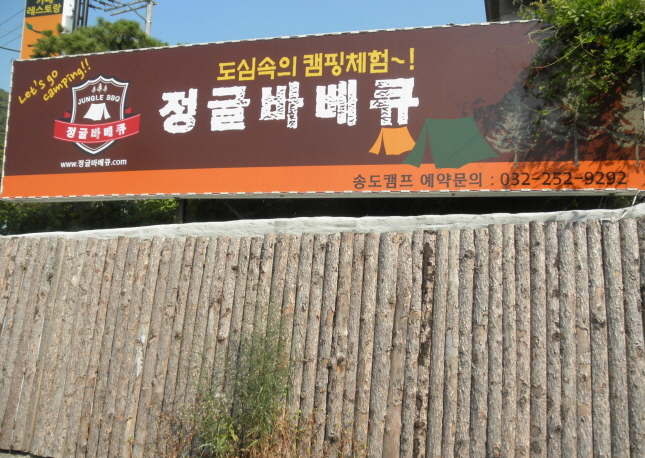 레스토랑
Let's go
camping!!
도심속의 캠핑체험~!
JUNGLE BBQ
정글바베큐
정글바베큐
www.정글바베큐.com
송도캠프 예약문의 : 032-252-9292